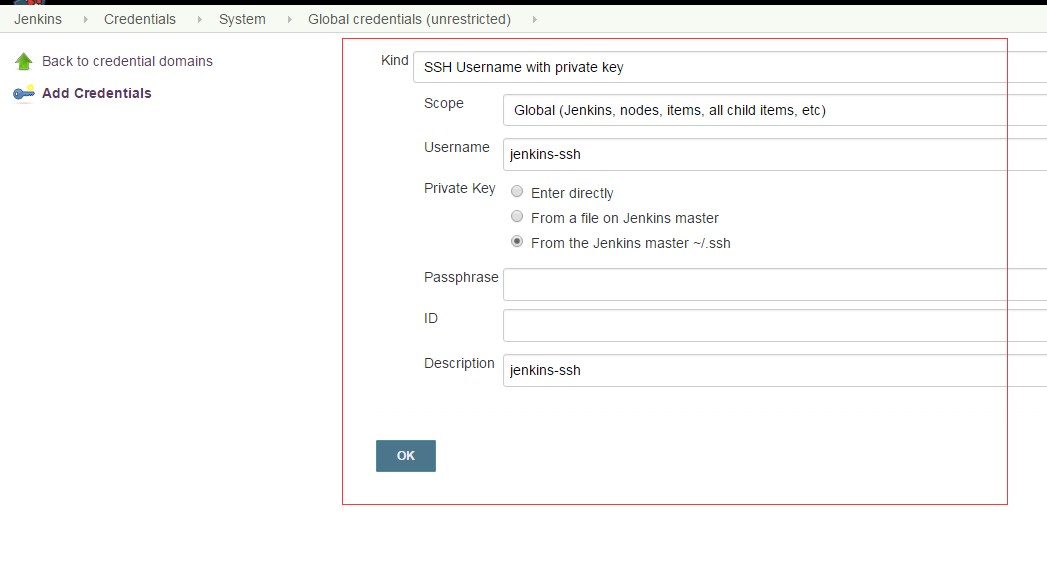 Jenkins Credentials System Global credentials (unrestricted)
Back to credential domains
Add Credentials
Kind SSH Username with private key
Scope Global (Jenkins, nodes, items, all child items, etc)
Username jenkins-ssh
Private Key Enter directly
From a file on Jenkins master
From the Jenkins master ~/.ssh
Passphrase
ID
Description jenkins-ssh
OK